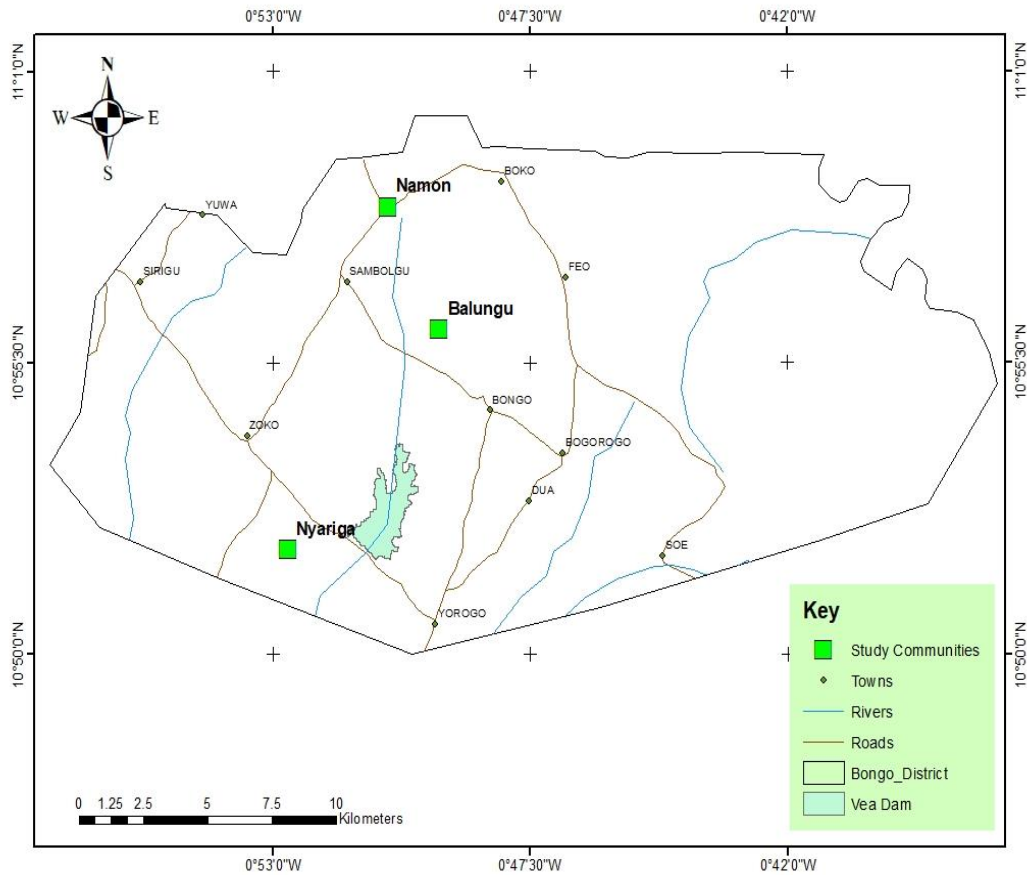 0°53'0"W 0°47'30"W 0°42'0"W
11°1'0"N 11°1'0"N
N
W E
S
BOKO
Namon
YUWA
FEO
SIRIGU SAMBOLGU
Balungu
10°55'30"N 10°55'30"N
BONGO
ZOKO
BOGOROGO
DUA
Nyariga
SOE
YOROGO
10°50'0"N 10°50'0"N
Key
Study Communities
Towns
Rivers
Roads
Bongo_District
Vea Dam
0 1.25 2.5 5 7.5 10
Kilometers
0°53'0"W 0°47'30"W 0°42'0"W